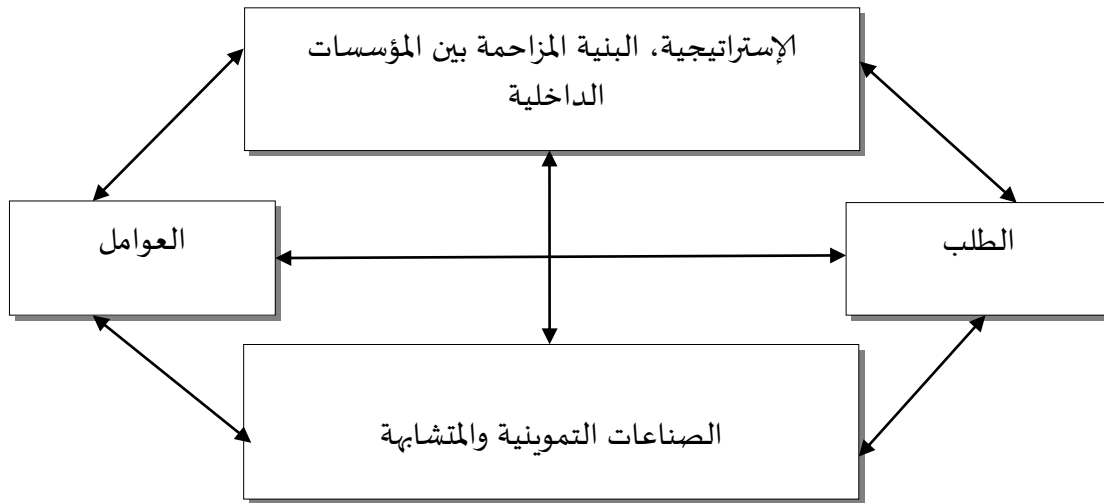 الإستراتيجية، البنية المزاحمة بين المؤسسات
الداخلية
الطلب
العوامل
الصناعات التموينية والمتشابهة